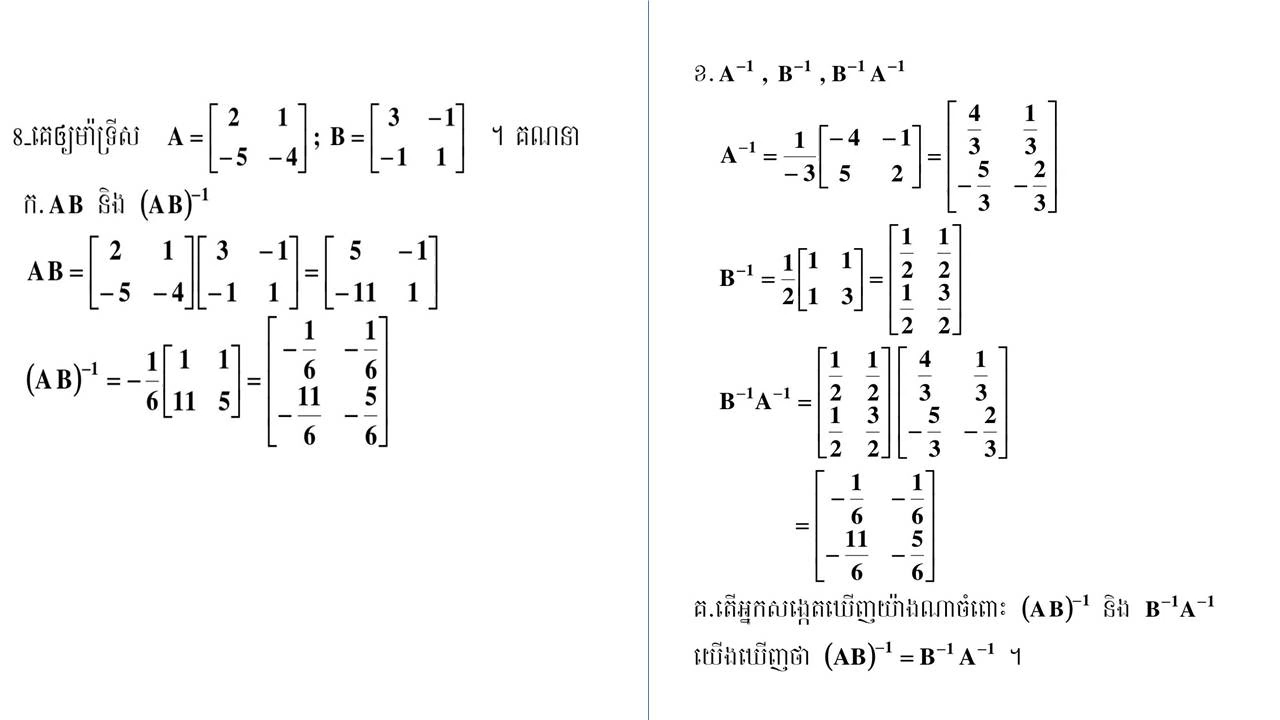 8_គេឲ្យម៉ាទ្រីស A = [2 1; −5 −4] ; B = [3 −1; −1 1] ។ គណនា
ក. AB និង (AB)⁻¹
AB = [2 1; −5 −4][3 −1; −1 1] = [5 −1; −11 1]
(AB)⁻¹ = −1/6[1 1; 11 5] = [−1/6 −1/6; −11/6 −5/6]
ខ. A⁻¹ , B⁻¹ , B⁻¹ A⁻¹
A⁻¹ = 1/−3[−4 −1; 5 2] = [4/3 1/3; −5/3 −2/3]
B⁻¹ = 1/2[1 1; 1 3] = [1/2 1/2; 1/2 3/2]
B⁻¹A⁻¹ = [1/2 1/2; 1/2 3/2][4/3 1/3; −5/3 −2/3]
= [−1/6 −1/6; −11/6 −5/6]
គ.តើអ្នកសង្កេតឃើញយ៉ាងណាចំពោះ (AB)⁻¹ និង B⁻¹A⁻¹
យើងឃើញថា (AB)⁻¹ = B⁻¹ A⁻¹ ។